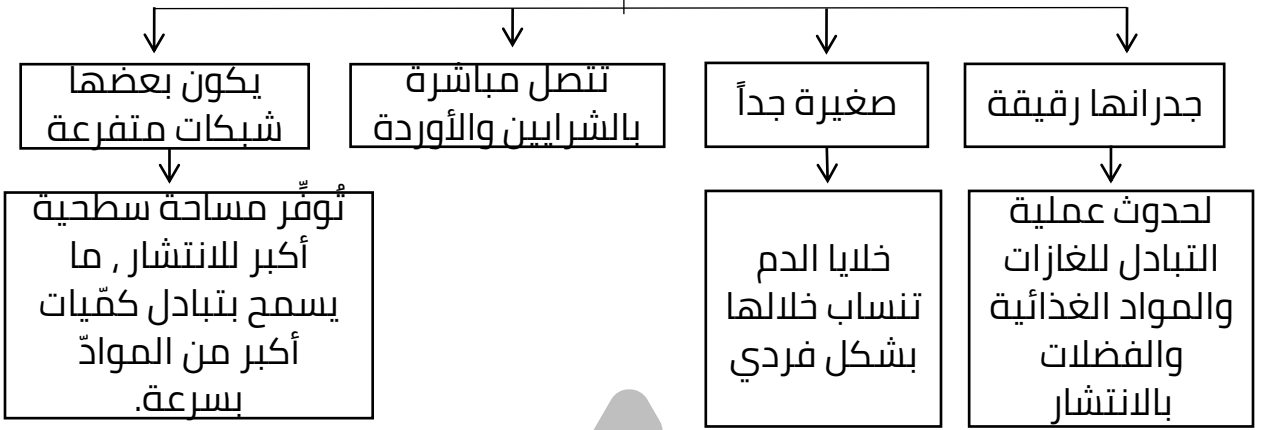 جدرانها رقيقة
صغيرة جداً
تتصل مباشرة
بالشرايين والأوردة
يكون بعضها
شبكات متفرعة
لحدوث عملية
التبادل للغازات
والمواد الغذائية
والفضلات
بالانتشار
خلايا الدم
تنساب خلالها
بشكل فردي
تُوفِّر مساحة سطحية
أكبر للانتشار , ما
يسمح بتبادل كمّيات
أكبر من الموادّ
بسرعة.